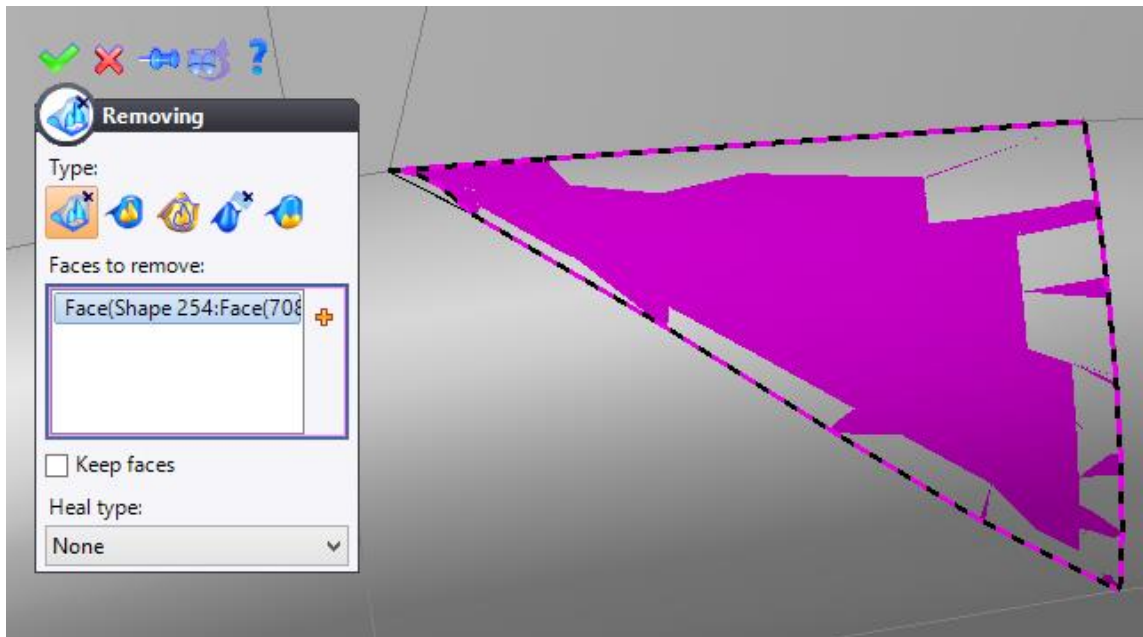 Removing
Type:
Faces to remove:
Face(Shape 254:Face(708
Keep faces
Heal type:
None